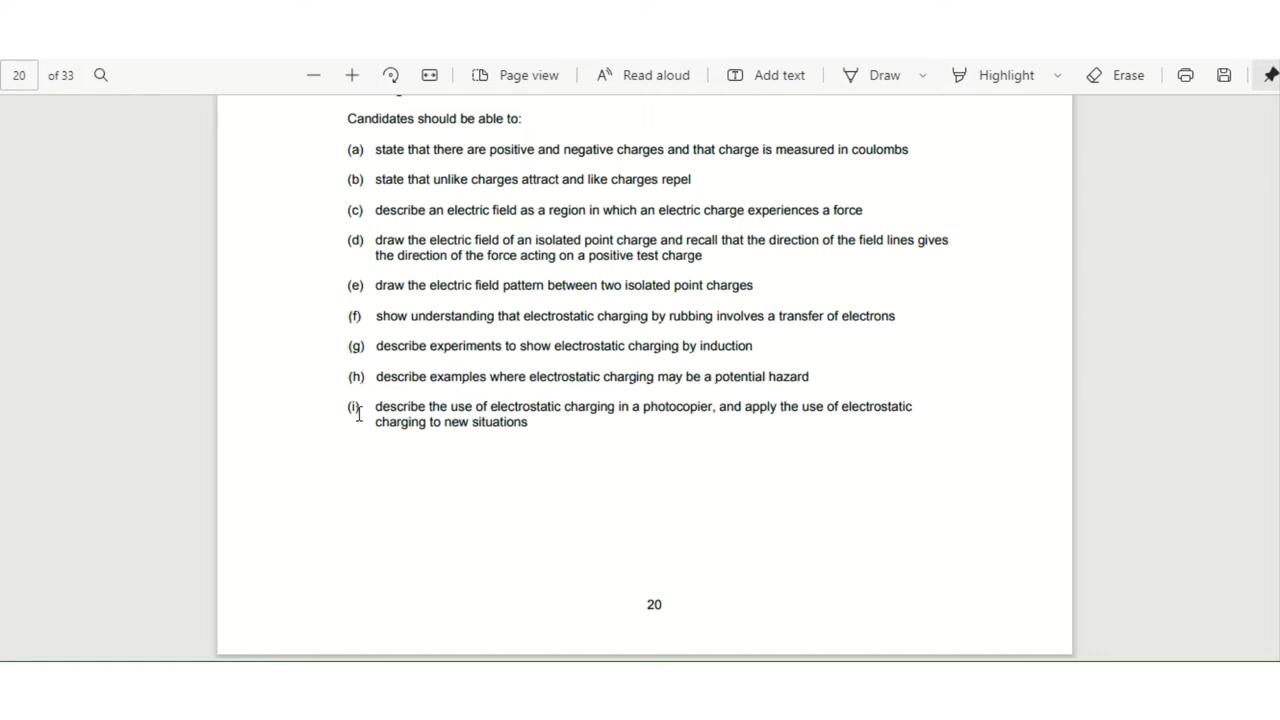 20 of 33 Page view Read aloud Add text Draw Highlight Erase
Candidates should be able to:
(a) state that there are positive and negative charges and that charge is measured in coulombs
(b) state that unlike charges attract and like charges repel
(c) describe an electric field as a region in which an electric charge experiences a force
(d) draw the electric field of an isolated point charge and recall that the direction of the field lines gives
the direction of the force acting on a positive test charge
(e) draw the electric field pattern between two isolated point charges
(f) show understanding that electrostatic charging by rubbing involves a transfer of electrons
(g) describe experiments to show electrostatic charging by induction
(h) describe examples where electrostatic charging may be a potential hazard
(i) describe the use of electrostatic charging in a photocopier, and apply the use of electrostatic
charging to new situations
20